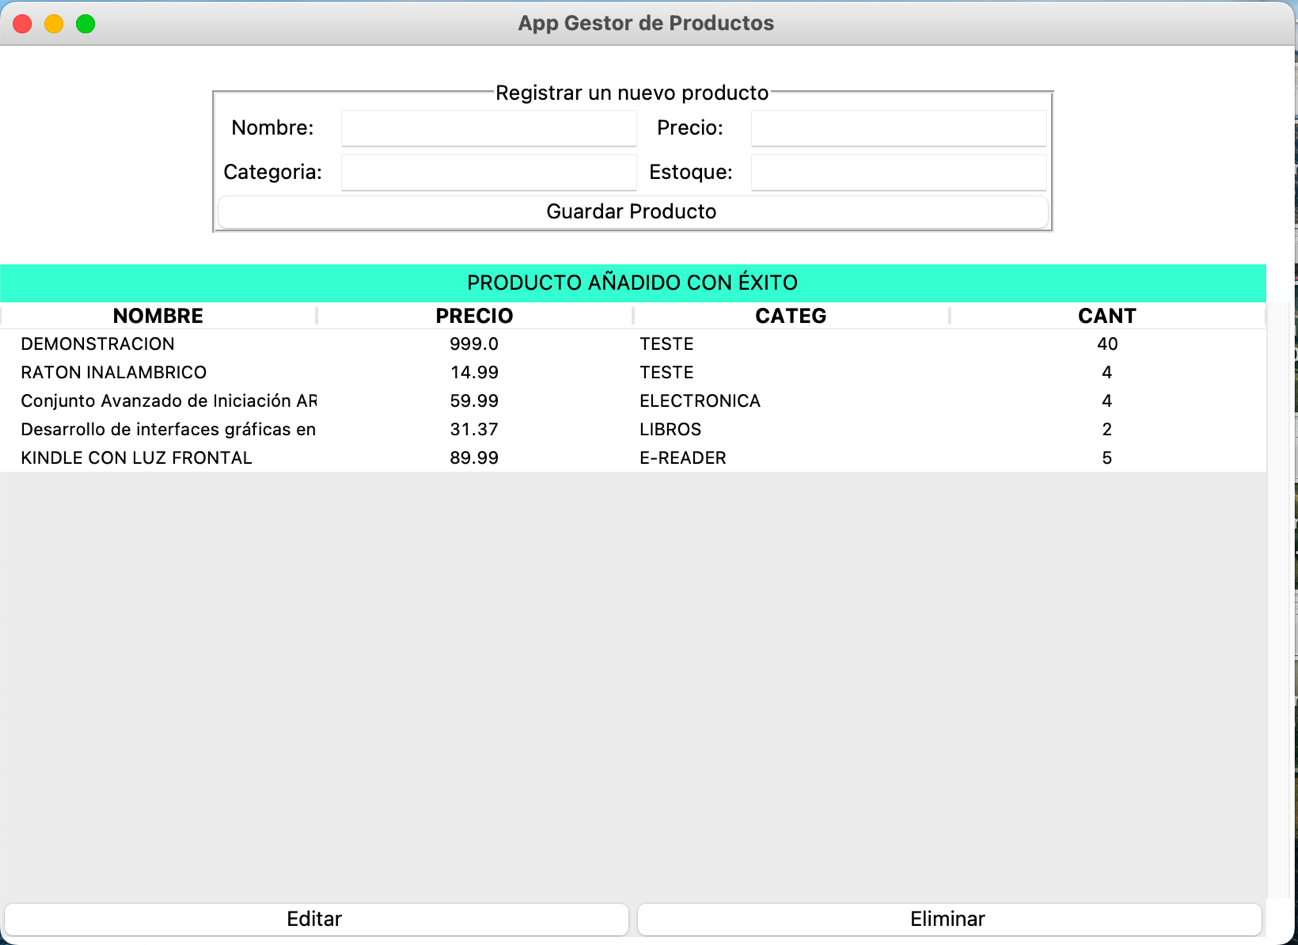 App Gestor de Productos
Registrar un nuevo producto
Nombre: Precio:
Categoria: Estoque:
Guardar Producto
PRODUCTO AÑADIDO CON ÉXITO
NOMBRE PRECIO CATEG CANT
DEMONSTRACION 999.0 TESTE 40
RATON INALAMBRICO 14.99 TESTE 4
Conjunto Avanzado de Iniciación AR 59.99 ELECTRONICA 4
Desarrollo de interfaces gráficas en 31.37 LIBROS 2
KINDLE CON LUZ FRONTAL 89.99 E-READER 5
Editar Eliminar